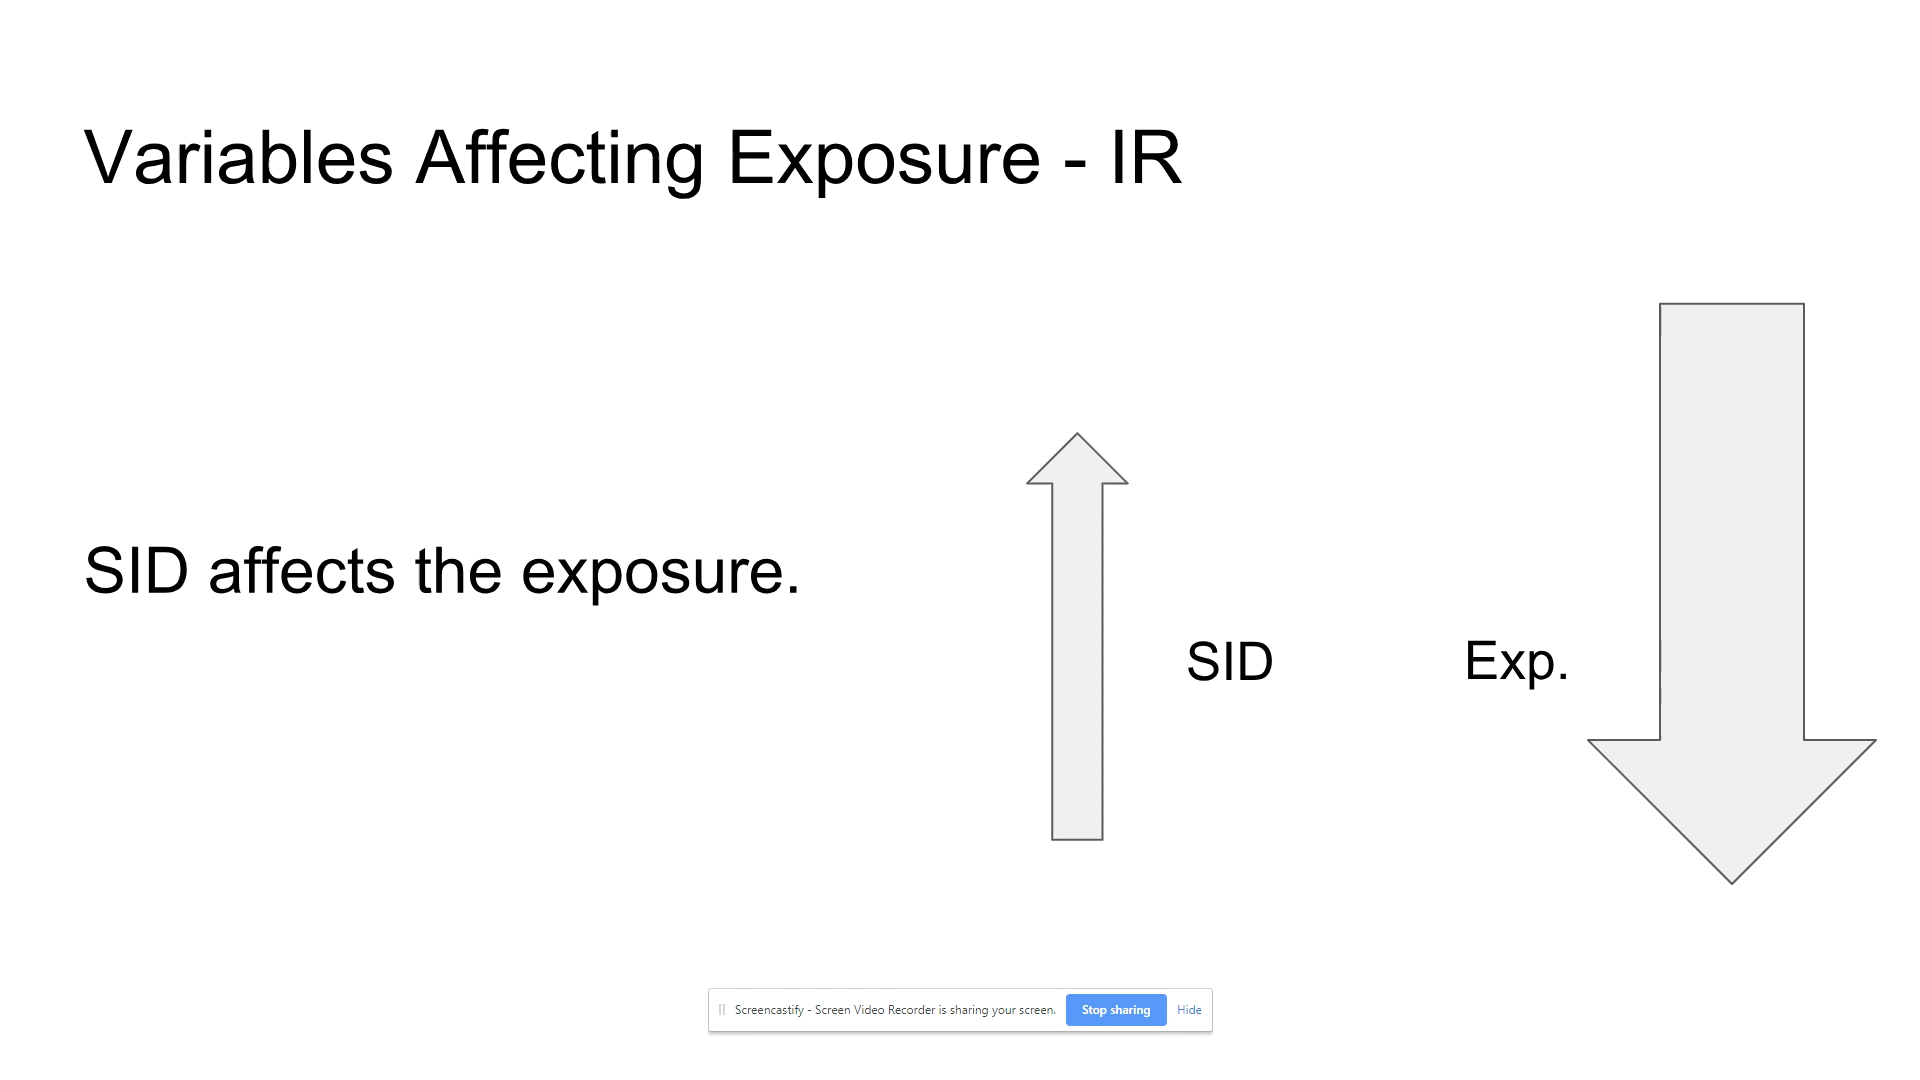 Variables Affecting Exposure - IR
SID affects the exposure.
SID
Exp.
Screencastify - Screen Video Recorder is sharing your screen.
Stop sharing
Hide